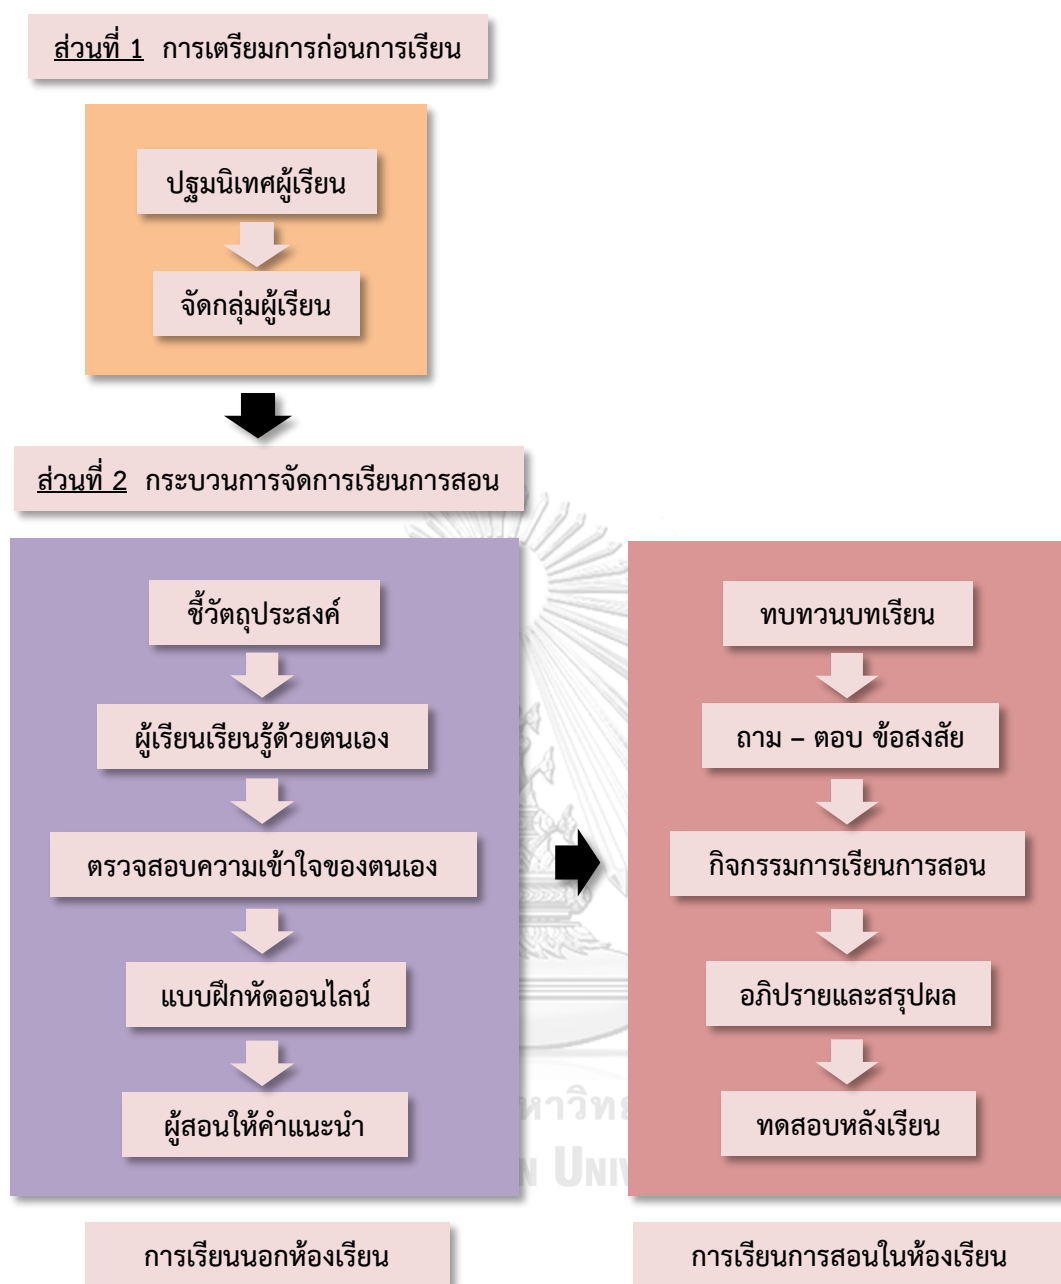 ส่วนที่ 1 การเตรียมการก่อนการเรียน
ปฐมนิเทศผู้เรียน
จัดกลุ่มผู้เรียน
ส่วนที่ 2 กระบวนการจัดการเรียนการสอน
ชี้วัตถุประสงค์
ผู้เรียนเรียนรู้ด้วยตนเอง
ตรวจสอบความเข้าใจของตนเอง
แบบฝึกหัดออนไลน์
ผู้สอนให้คำแนะนำ
การเรียนนอกห้องเรียน
ทบทวนบทเรียน
ถาม – ตอบ ข้อสงสัย
กิจกรรมการเรียนการสอน
อภิปรายและสรุปผล
ทดสอบหลังเรียน
การเรียนการสอนในห้องเรียน